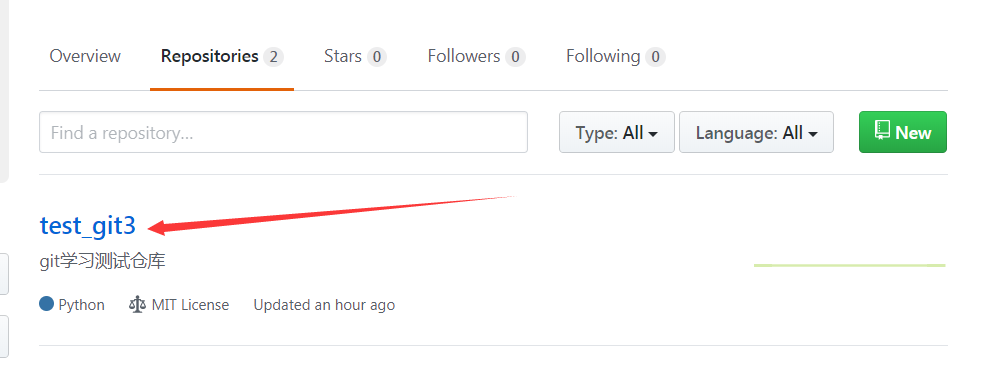 Overview Repositories 2 Stars 0 Followers 0 Following 0
Find a repository... Type: All Language: All New
test_git3
git学习测试仓库
Python MIT License Updated an hour ago